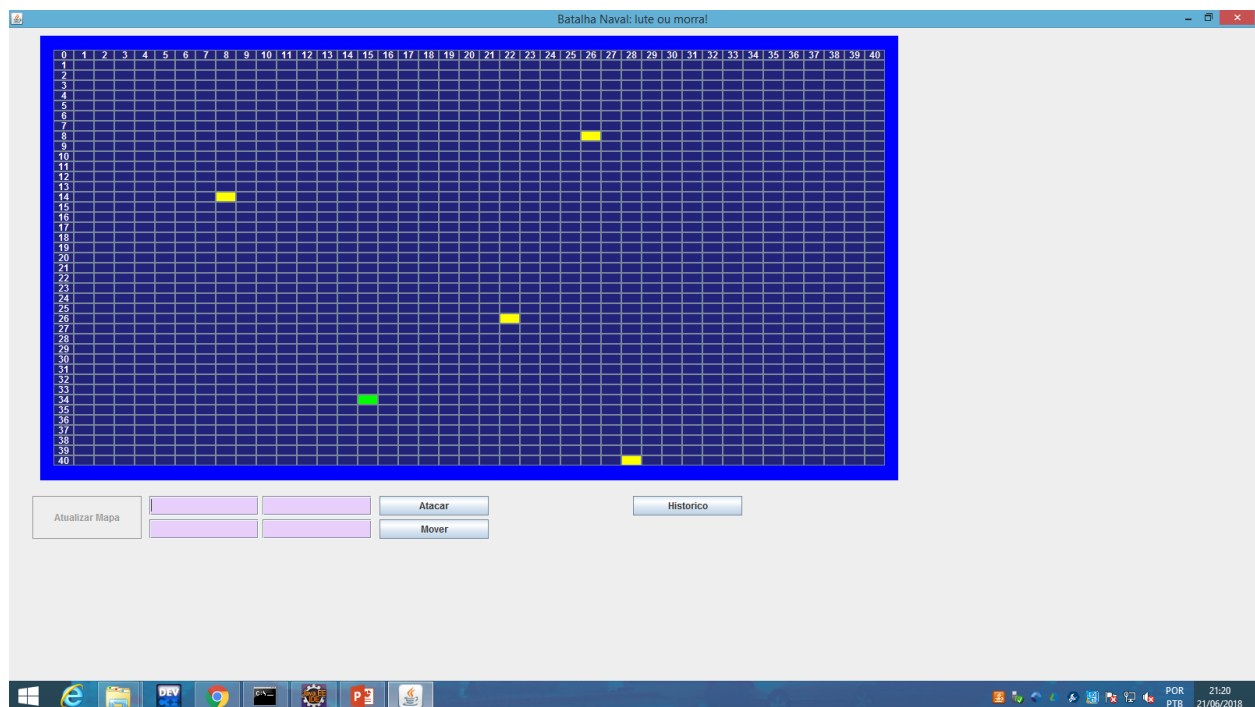 Batalha Naval: lute ou morra!
0 1 2 3 4 5 6 7 8 9 10 11 12 13 14 15 16 17 18 19 20 21 22 23 24 25 26 27 28 29 30 31 32 33 34 35 36 37 38 39 40
1
2
3
4
5
6
7
8
9
10
11
12
13
14
15
16
17
18
19
20
21
22
23
24
25
26
27
28
29
30
31
32
33
34
35
36
37
38
39
40
Atualizar Mapa
Atacar
Historico
Mover
DEV
C++
C:\_
Java EE
IDE
P
POR 21:20
PTB 21/06/2018